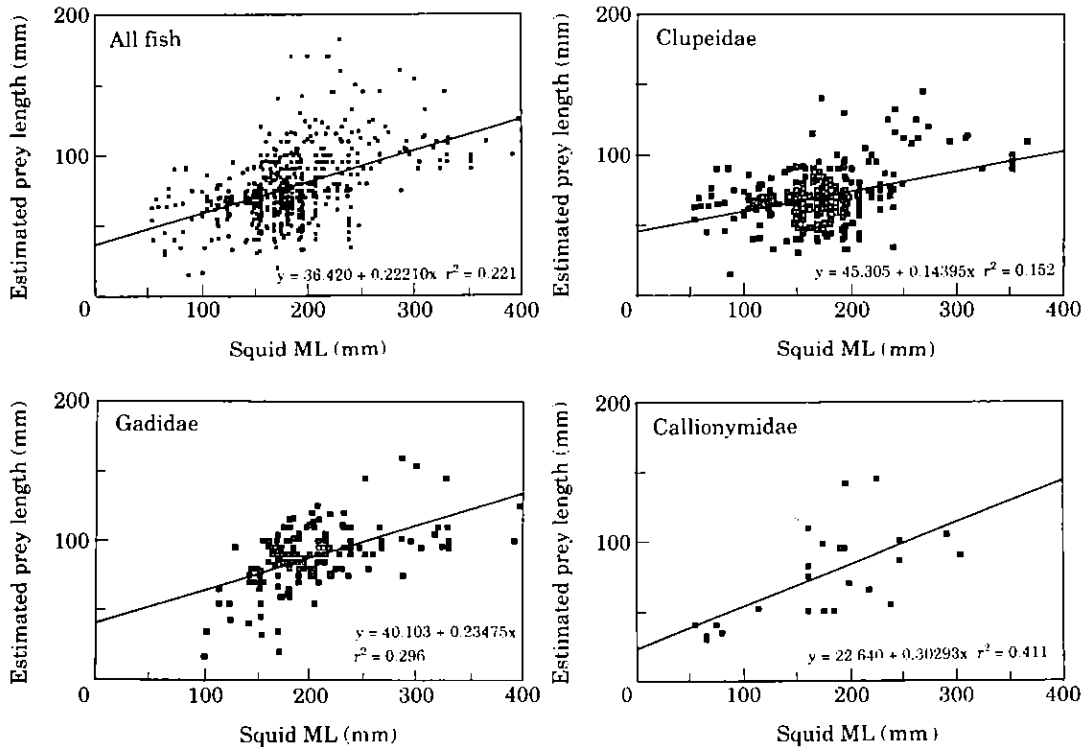 200
All fish
Estimated prey length (mm)
100
y = 36.420 + 0.22210x r² = 0.221
0
100
200
300
400
Squid ML (mm)
200
Clupeidae
Estimated prey length (mm)
100
y = 45.305 + 0.14395x r² = 0.152
0
100
200
300
400
Squid ML (mm)
200
Gadidae
Estimated prey length (mm)
100
y = 40.103 + 0.23475x
r² = 0.296
0
100
200
300
400
Squid ML (mm)
200
Callionymidae
Estimated prey length (mm)
100
y = 22 640 + 0.30293x r² = 0.411
0
100
200
300
400
Squid ML (mm)